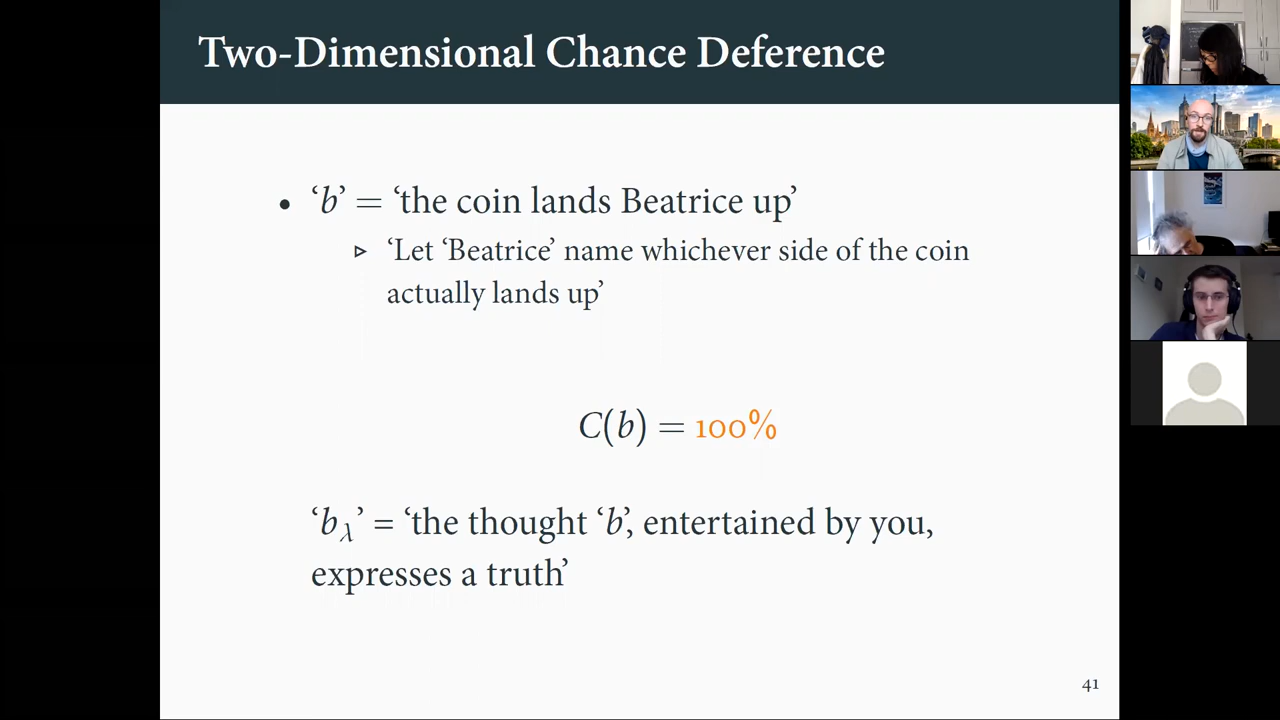 Two-Dimensional Chance Deference
• ‘b’ = ‘the coin lands Beatrice up’
▹ ‘Let ‘Beatrice’ name whichever side of the coin
actually lands up’
C(b) = 100%
‘b_λ’ = ‘the thought ‘b’, entertained by you,
expresses a truth’
41